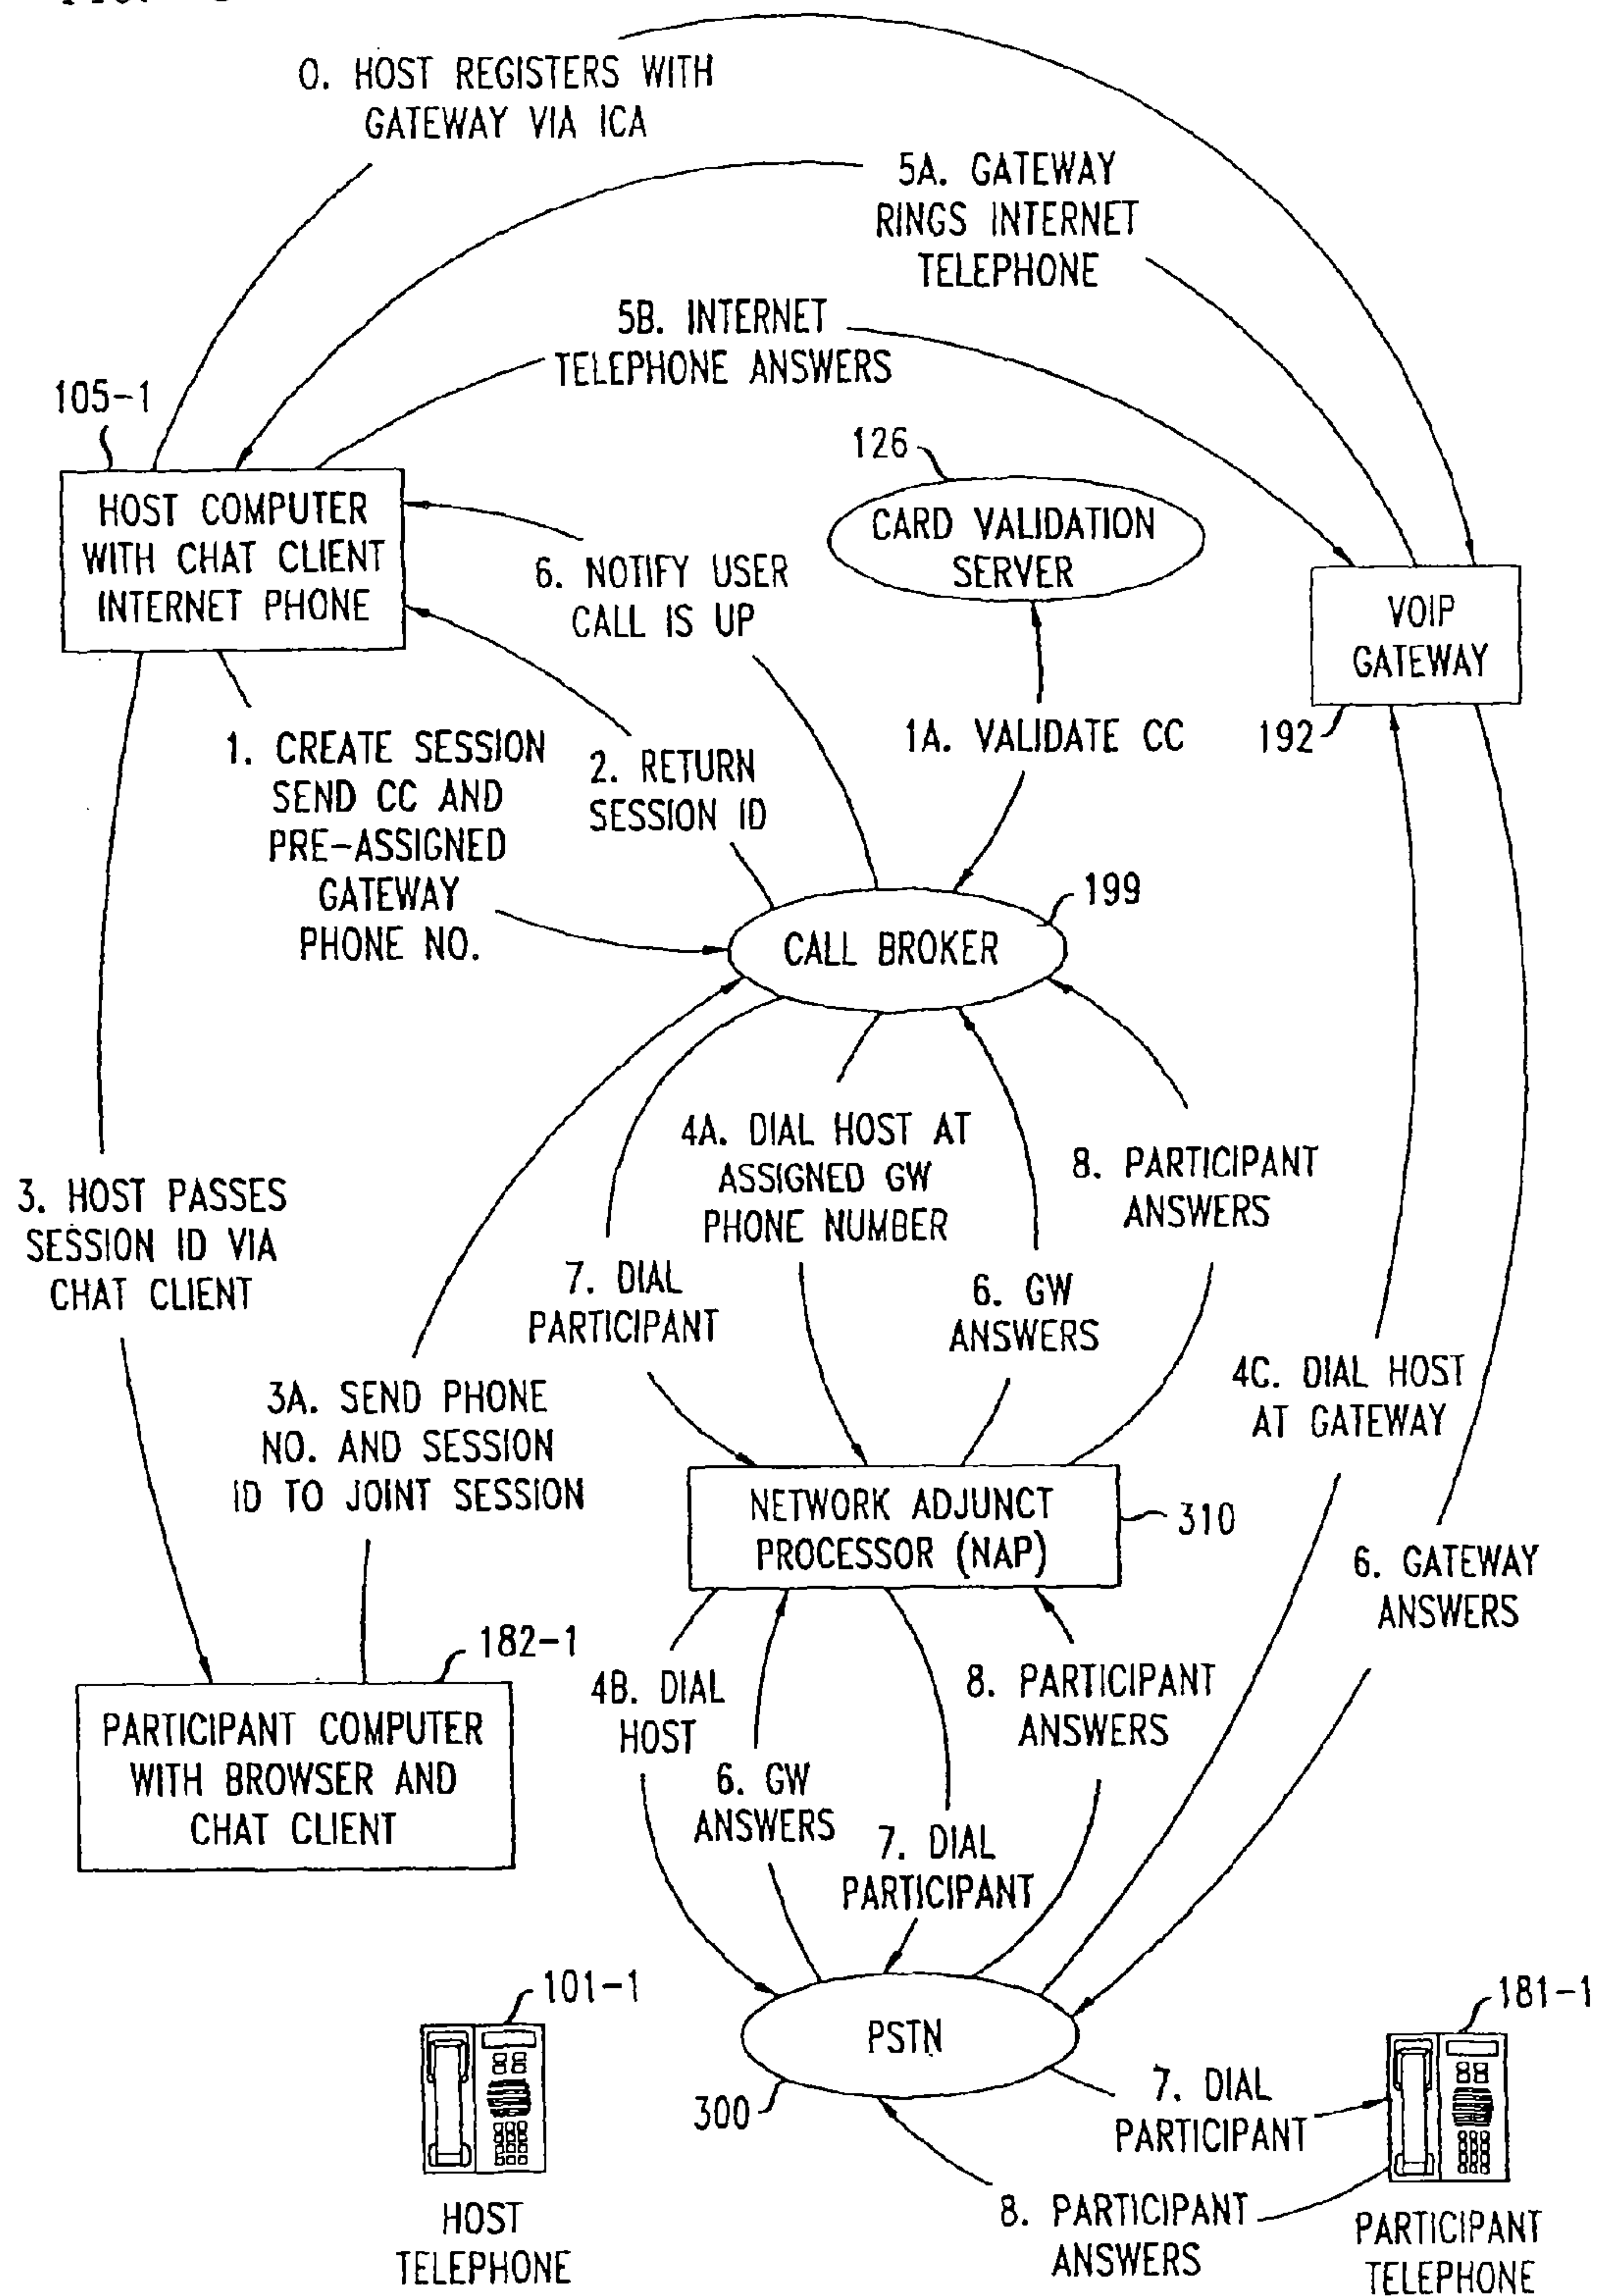 0. HOST REGISTERS WITH
GATEWAY VIA ICA
5A. GATEWAY
RINGS INTERNET
TELEPHONE
5B. INTERNET
TELEPHONE ANSWERS
105-1
HOST COMPUTER
WITH CHAT CLIENT
INTERNET PHONE
126
CARD VALIDATION
SERVER
6. NOTIFY USER
CALL IS UP
VOIP
GATEWAY
192
1. CREATE SESSION
SEND CC AND
PRE-ASSIGNED
GATEWAY
PHONE NO.
2. RETURN
SESSION ID
1A. VALIDATE CC
199
CALL BROKER
3. HOST PASSES
SESSION ID VIA
CHAT CLIENT
4A. DIAL HOST AT
ASSIGNED GW
PHONE NUMBER
8. PARTICIPANT
ANSWERS
7. DIAL
PARTICIPANT
6. GW
ANSWERS
3A. SEND PHONE
NO. AND SESSION
ID TO JOINT SESSION
4C. DIAL HOST
AT GATEWAY
NETWORK ADJUNCT
PROCESSOR (NAP)
310
6. GATEWAY
ANSWERS
182-1
PARTICIPANT COMPUTER
WITH BROWSER AND
CHAT CLIENT
4B. DIAL
HOST
6. GW
ANSWERS
8. PARTICIPANT
ANSWERS
7. DIAL
PARTICIPANT
101-1
HOST
TELEPHONE
PSTN
300
7. DIAL
PARTICIPANT
8. PARTICIPANT
ANSWERS
181-1
PARTICIPANT
TELEPHONE